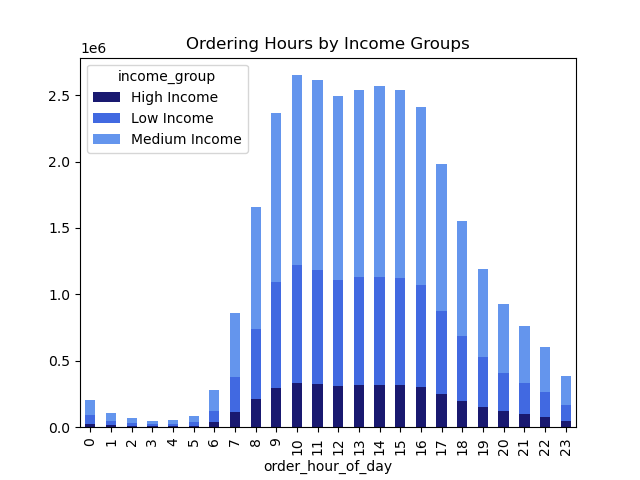 Ordering Hours by Income Groups
1e6
income_group
High Income
Low Income
Medium Income
2.5
2.0
1.5
1.0
0.5
0.0
0 1 2 3 4 5 6 7 8 9 10 11 12 13 14 15 16 17 18 19 20 21 22 23
order_hour_of_day